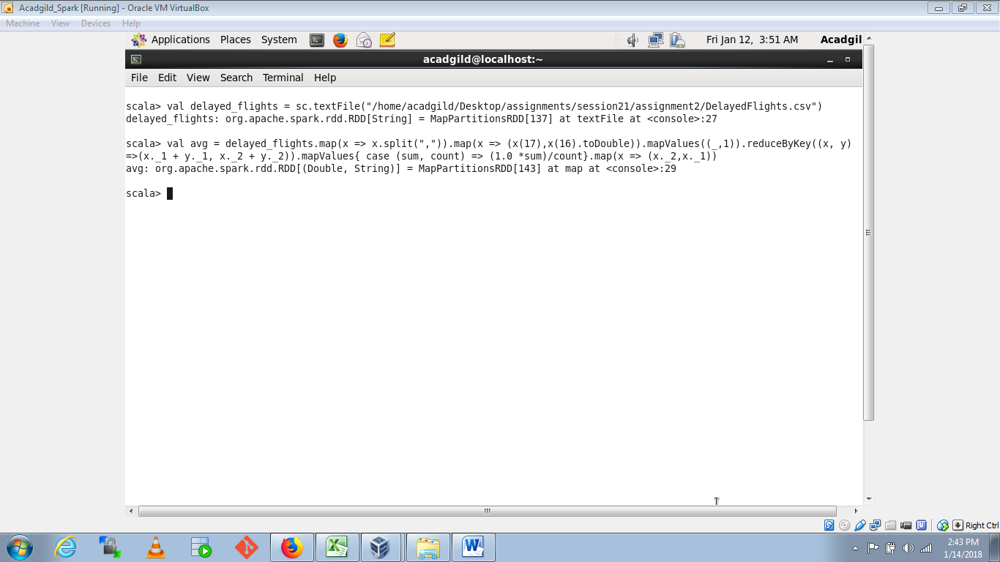 Acadgild_Spark [Running] - Oracle VM VirtualBox
Machine View Devices Help
Applications Places System Fri Jan 12, 3:51 AM Acadgil
acadgild@localhost:~
File Edit View Search Terminal Help
scala> val delayed_flights = sc.textFile("/home/acadgild/Desktop/assignments/session21/assignment2/DelayedFlights.csv")
delayed_flights: org.apache.spark.rdd.RDD[String] = MapPartitionsRDD[137] at textFile at <console>:27
scala> val avg = delayed_flights.map(x => x.split(",")).map(x => (x(17),x(16).toDouble)).mapValues((_,1)).reduceByKey((x, y)
=>(x._1 + y._1, x._2 + y._2)).mapValues{ case (sum, count) => (1.0 *sum)/count}.map(x => (x._2,x._1))
avg: org.apache.spark.rdd.RDD[(Double, String)] = MapPartitionsRDD[143] at map at <console>:29
scala>
Right Ctrl
2:43 PM
1/14/2018